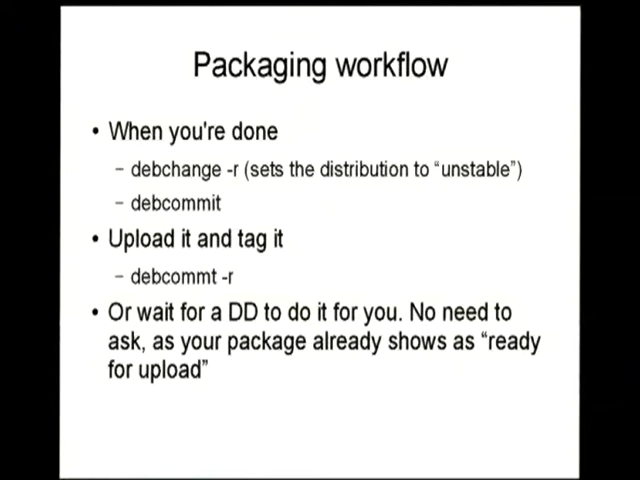 Packaging workflow
• When you're done
– debchange -r (sets the distribution to “unstable”)
– debcommit
• Upload it and tag it
– debcommt -r
• Or wait for a DD to do it for you. No need to
ask, as your package already shows as “ready
for upload”